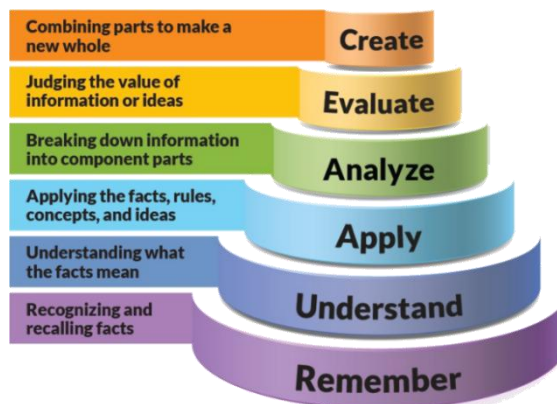 Combining parts to make a
new whole
Create
Judging the value of
information or ideas
Evaluate
Breaking down information
into component parts
Analyze
Applying the facts, rules,
concepts, and ideas
Apply
Understanding what
the facts mean
Understand
Recognizing and
recalling facts
Remember